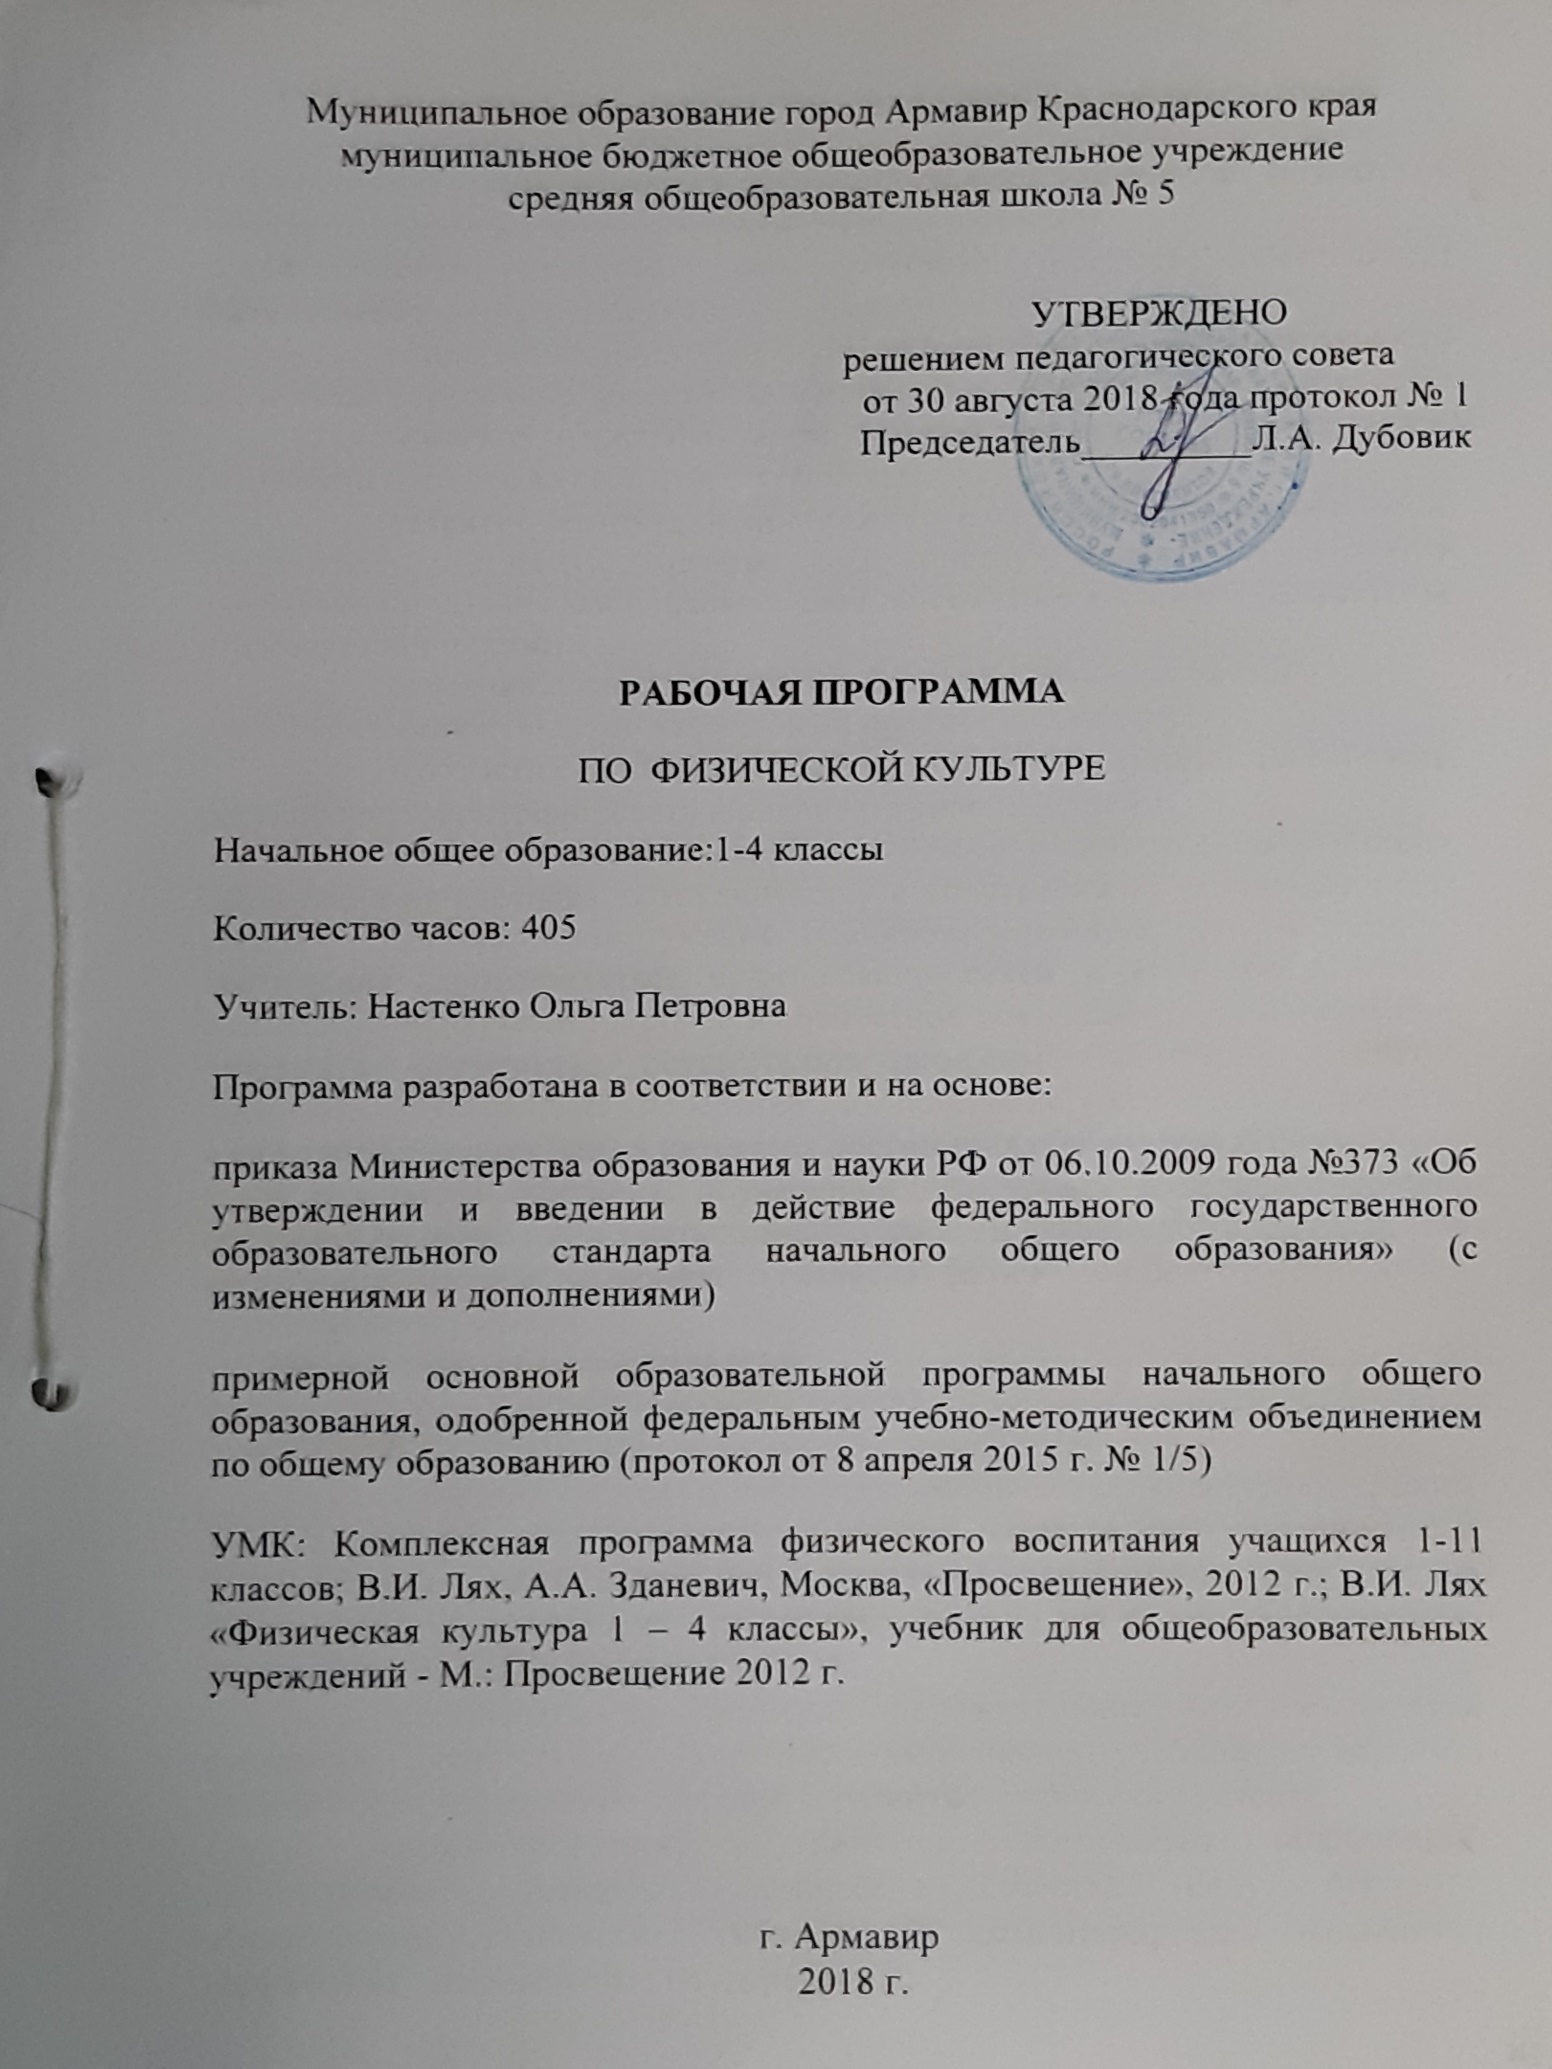 Муниципальное образование город Армавир Краснодарского края
муниципальное бюджетное общеобразовательное учреждение
средняя общеобразовательная школа № 5
УТВЕРЖДЕНО
решением педагогического совета
от 30 августа 2018 года протокол № 1
Председатель_________Л.А. Дубовик
РАБОЧАЯ ПРОГРАММА
ПО ФИЗИЧЕСКОЙ КУЛЬТУРЕ
Начальное общее образование:1-4 классы
Количество часов: 405
Учитель: Настенко Ольга Петровна
Программа разработана в соответствии и на основе:
приказа Министерства образования и науки РФ от 06.10.2009 года №373 «Об
утверждении и введении в действие федерального государственного
образовательного стандарта начального общего образования» (с
изменениями и дополнениями)
примерной основной образовательной программы начального общего
образования, одобренной федеральным учебно-методическим объединением
по общему образованию (протокол от 8 апреля 2015 г. № 1/5)
УМК: Комплексная программа физического воспитания учащихся 1-11
классов; В.И. Лях, А.А. Зданевич, Москва, «Просвещение», 2012 г.; В.И. Лях
«Физическая культура 1 – 4 классы», учебник для общеобразовательных
учреждений - М.: Просвещение 2012 г.
г. Армавир
2018 г.